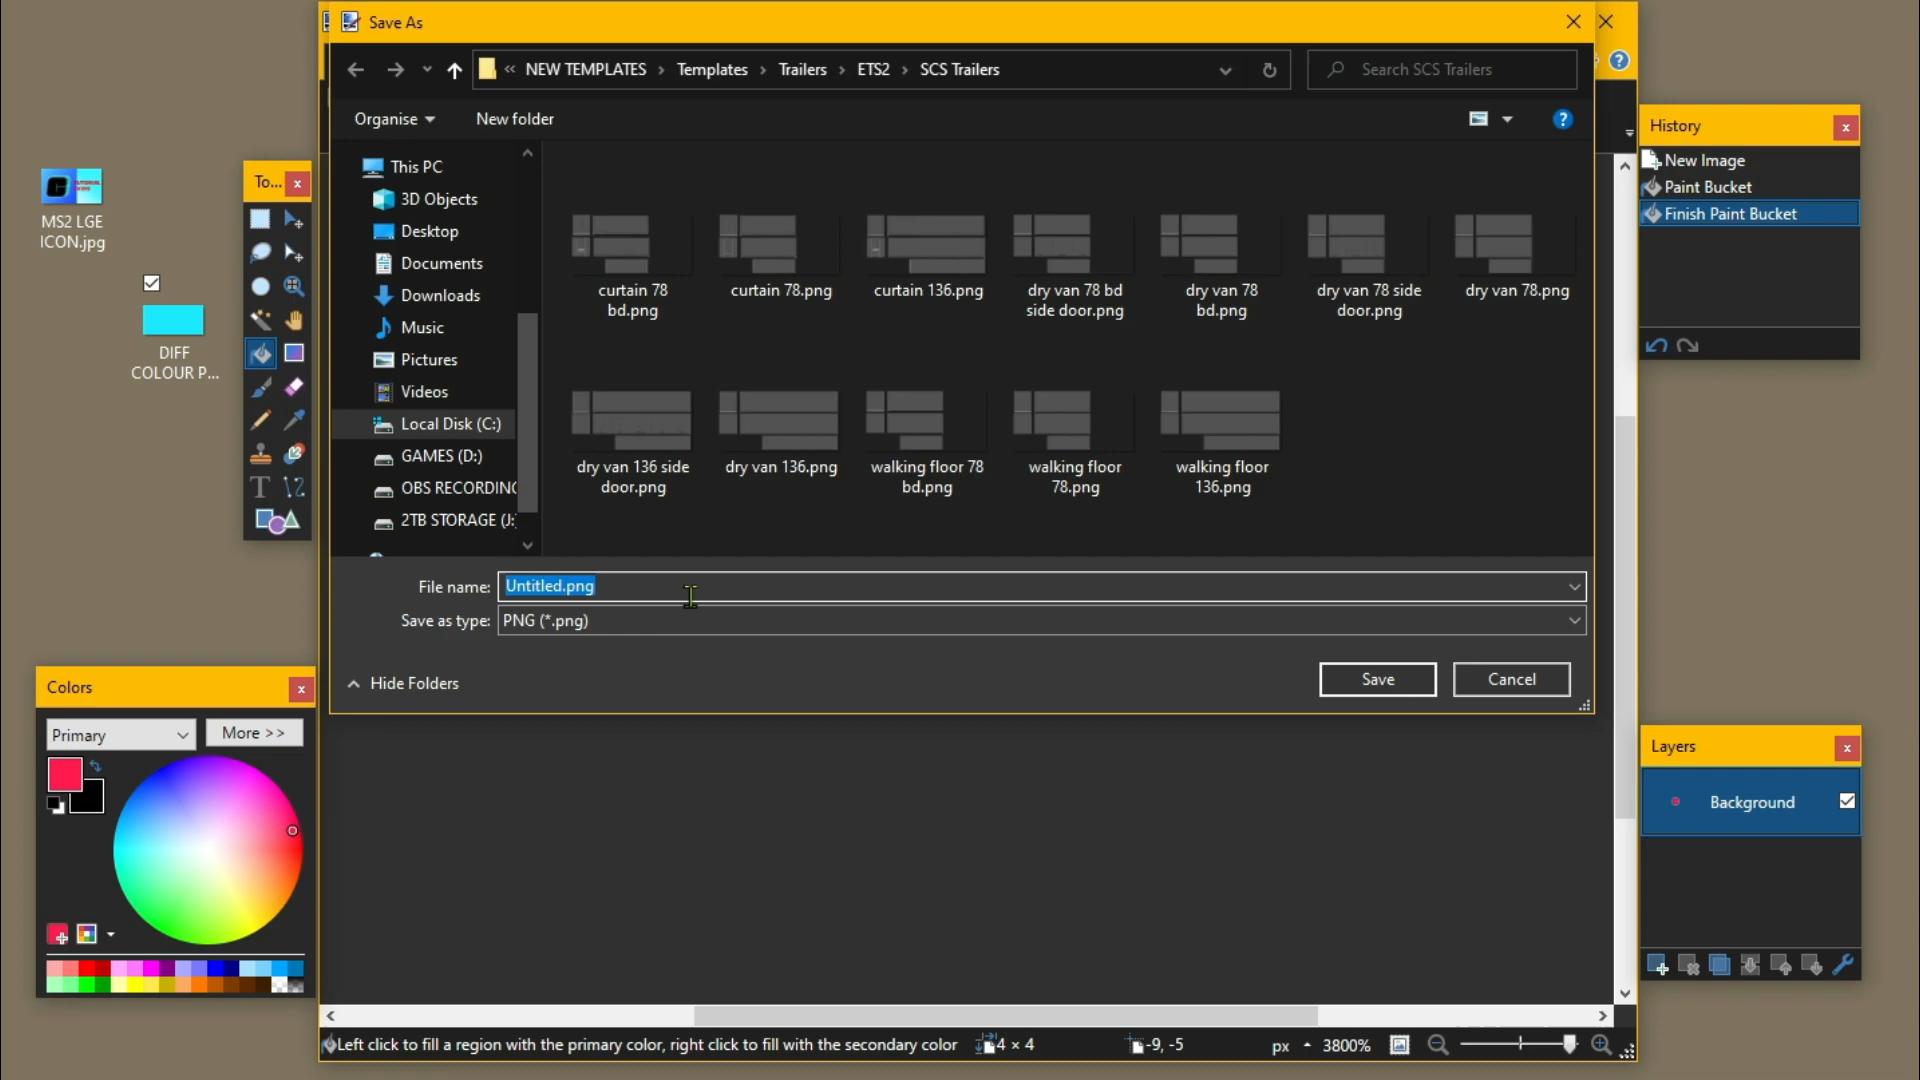 Save As
NEW TEMPLATES
Templates
Trailers
ETS2
SCS Trailers
Search SCS Trailers
Organise
New folder
This PC
3D Objects
Desktop
Documents
Downloads
Music
Pictures
Videos
Local Disk (C:)
GAMES (D:)
OBS RECORDING
2TB STORAGE (J:
curtain 78
bd.png
curtain 78.png
curtain 136.png
dry van 78 bd
side door.png
dry van 78
bd.png
dry van 78 side
door.png
dry van 78.png
dry van 136 side
door.png
dry van 136.png
walking floor 78
bd.png
walking floor
78.png
walking floor
136.png
File name:
Untitled.png
Save as type:
PNG (*.png)
Hide Folders
Save
Cancel
MS2 LGE
ICON.jpg
DIFF
COLOUR P...
To...
History
New Image
Paint Bucket
Finish Paint Bucket
Colors
Primary
More >>
Layers
Background
Left click to fill a region with the primary color, right click to fill with the secondary color
4 × 4
-9, -5
px
3800%